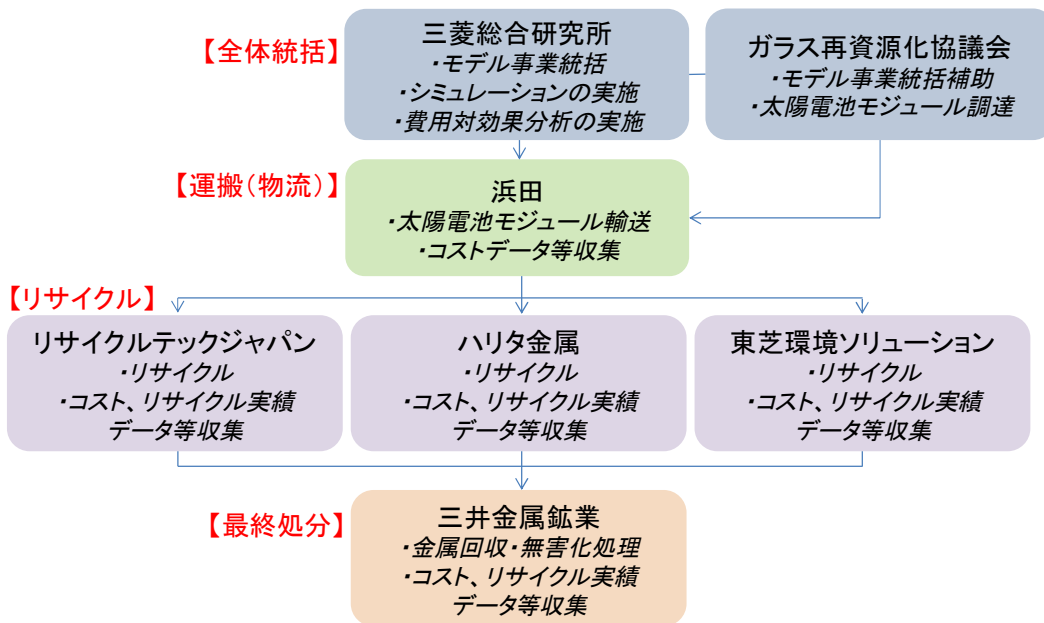 【全体統括】
三菱総合研究所
・モデル事業統括
・シミュレーションの実施
・費用対効果分析の実施
ガラス再資源化協議会
・モデル事業統括補助
・太陽電池モジュール調達
【運搬(物流)】
浜田
・太陽電池モジュール輸送
・コストデータ等収集
【リサイクル】
リサイクルテックジャパン
・リサイクル
・コスト、リサイクル実績
データ等収集
ハリタ金属
・リサイクル
・コスト、リサイクル実績
データ等収集
東芝環境ソリューション
・リサイクル
・コスト、リサイクル実績
データ等収集
【最終処分】
三井金属鉱業
・金属回収・無害化処理
・コスト、リサイクル実績
データ等収集